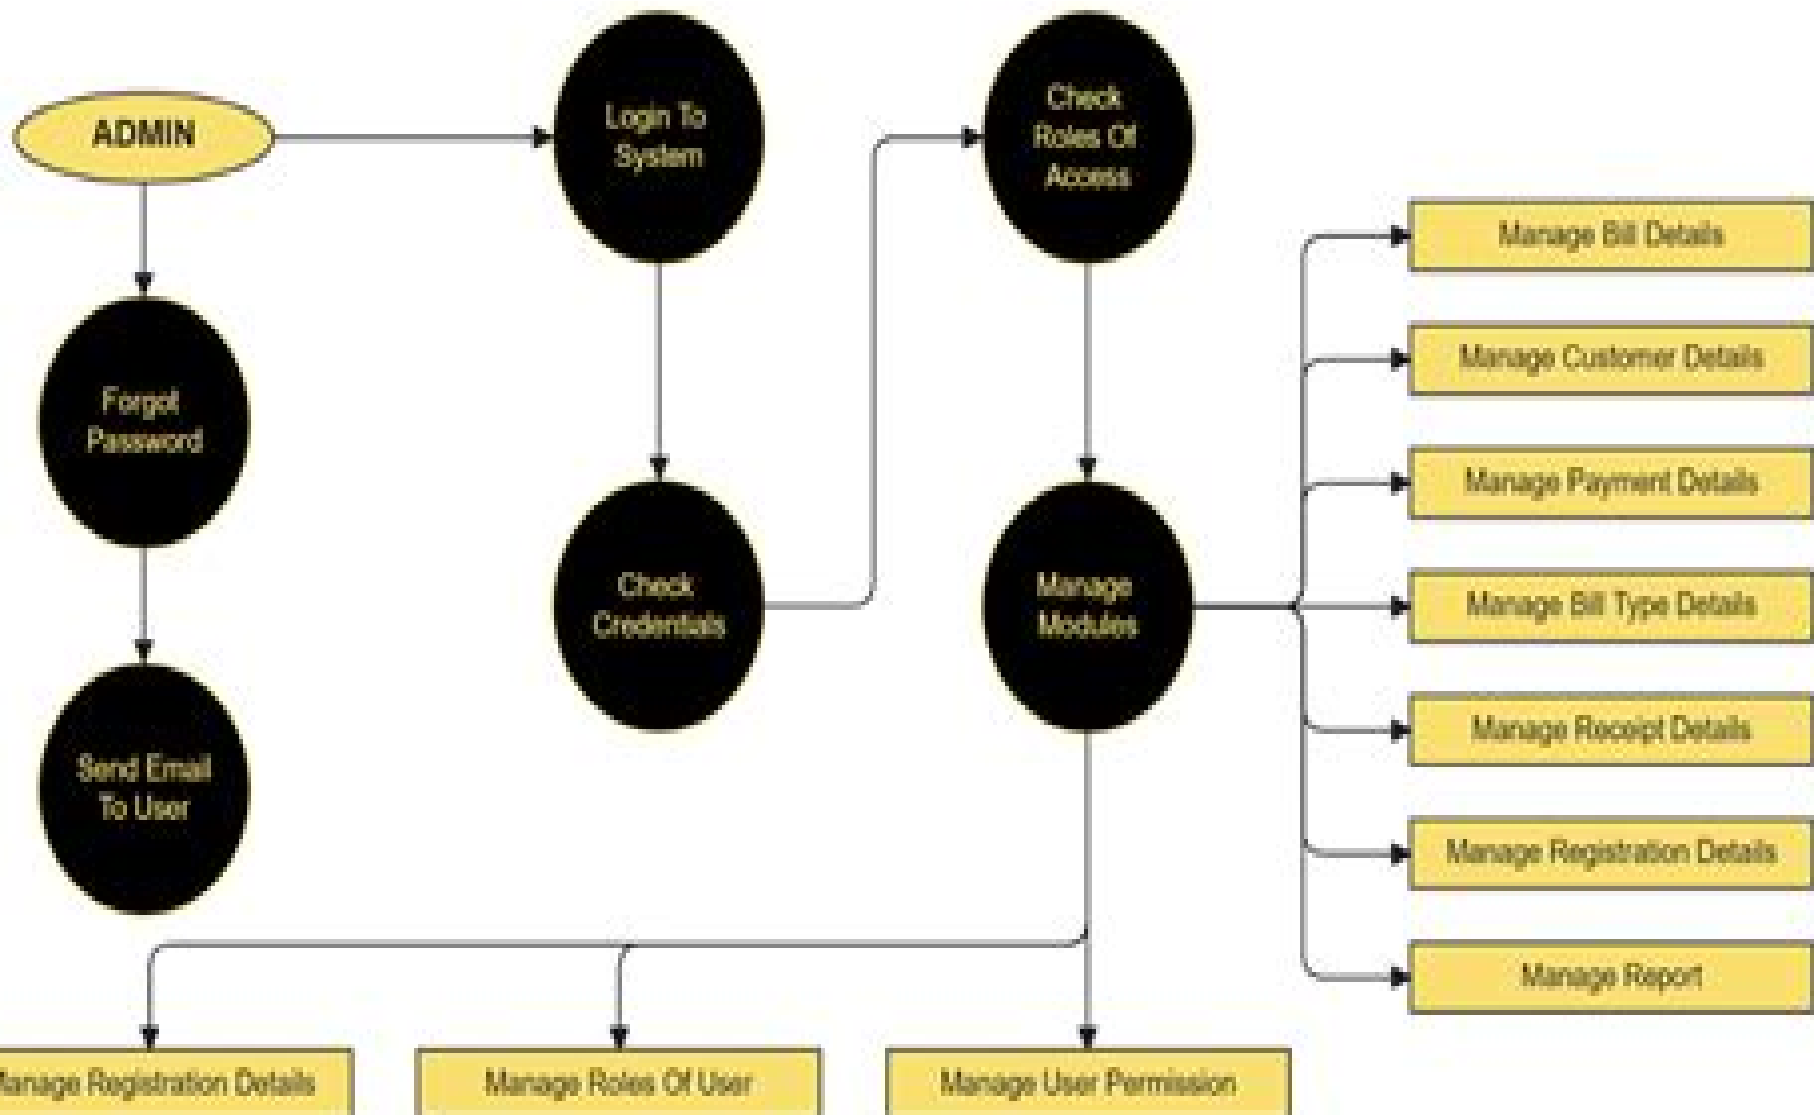 ADMIN
Login To
System
Check
Roles Of
Access
Manage Bill Details
Manage Customer Details
Forgot
Password
Manage Payment Details
Check
Credentials
Manage
Modules
Manage Bill Type Details
Manage Receipt Details
Send Email
To User
Manage Registration Details
Manage Report
Manage Registration Details
Manage Roles Of User
Manage User Permission